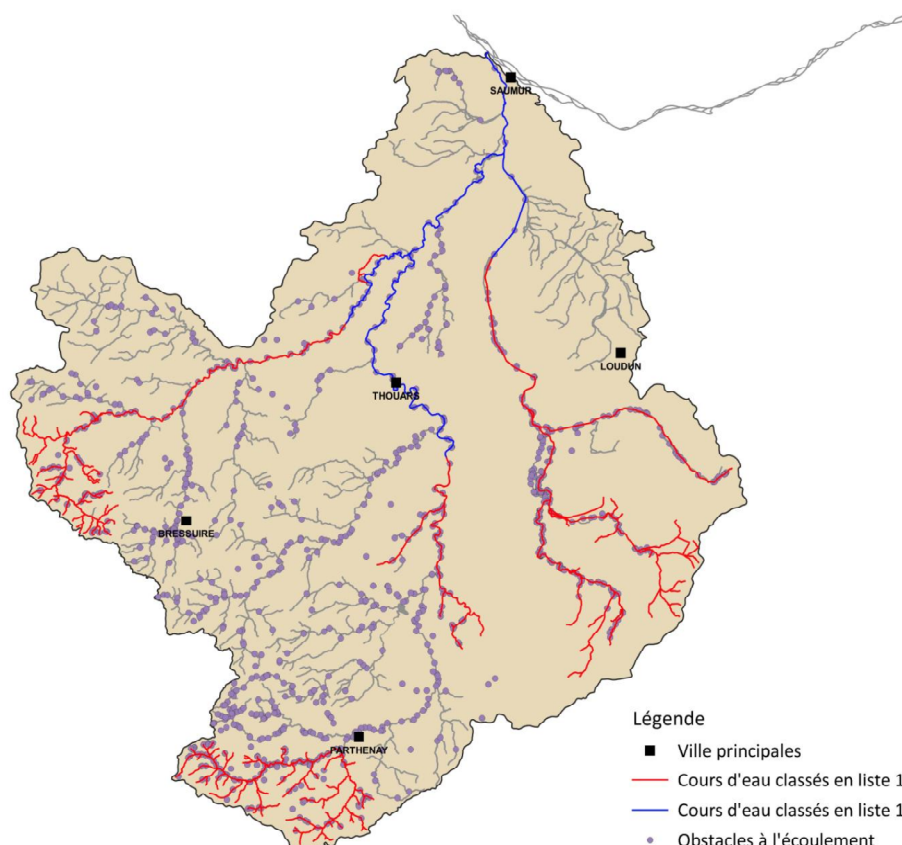 SAUMUR
LOUDUN
THOUARS
BRESSUIRE
PARTHENAY
Légende
Ville principales
Cours d'eau classés en liste 1
Cours d'eau classés en liste 1
Obstacles à l'écoulement